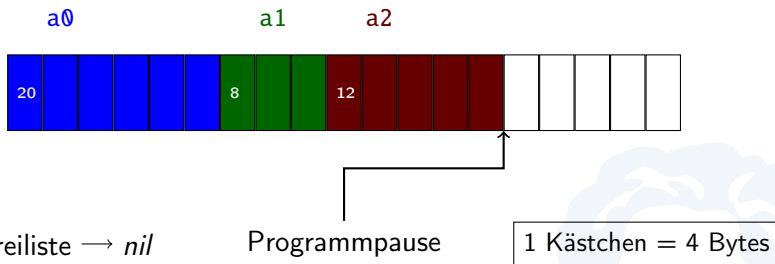 a0 a1 a2
20 8 12
reiliste → nil Programmpause 1 Kästchen = 4 Bytes